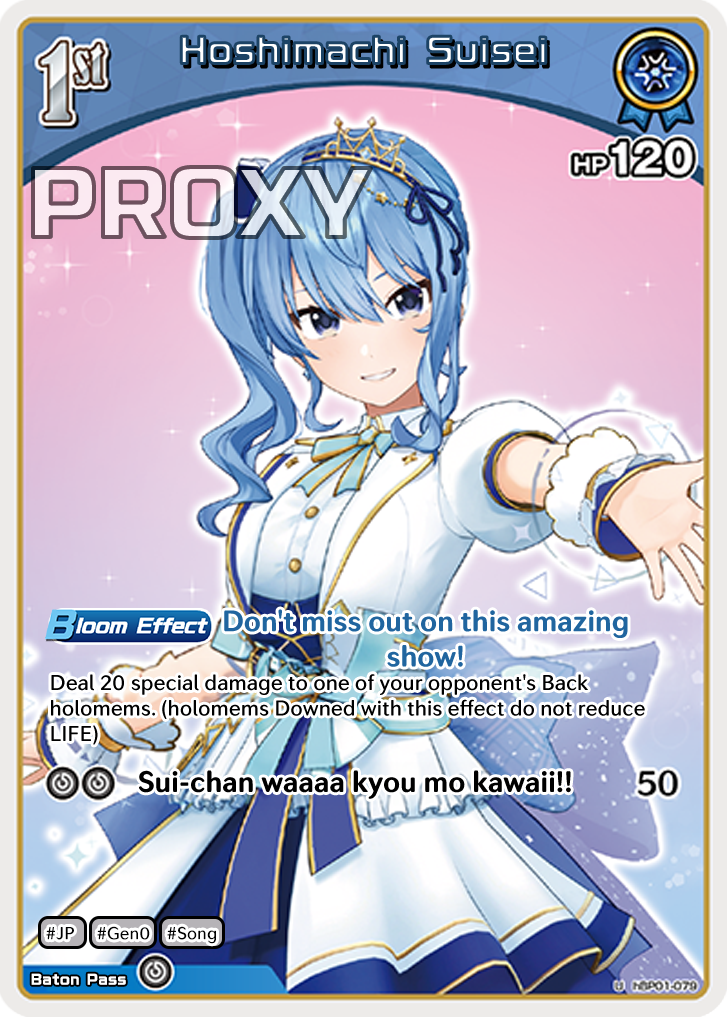 1st
Hoshimachi Suisei
HP120
PROXY
Bloom Effect Don't miss out on this amazing
show!
Deal 20 special damage to one of your opponent's Back
holomems. (holomems Downed with this effect do not reduce
LIFE)
Sui-chan waaaa kyou mo kawaii!! 50
#JP #Gen0 #Song
Baton Pass
U hBP01-079